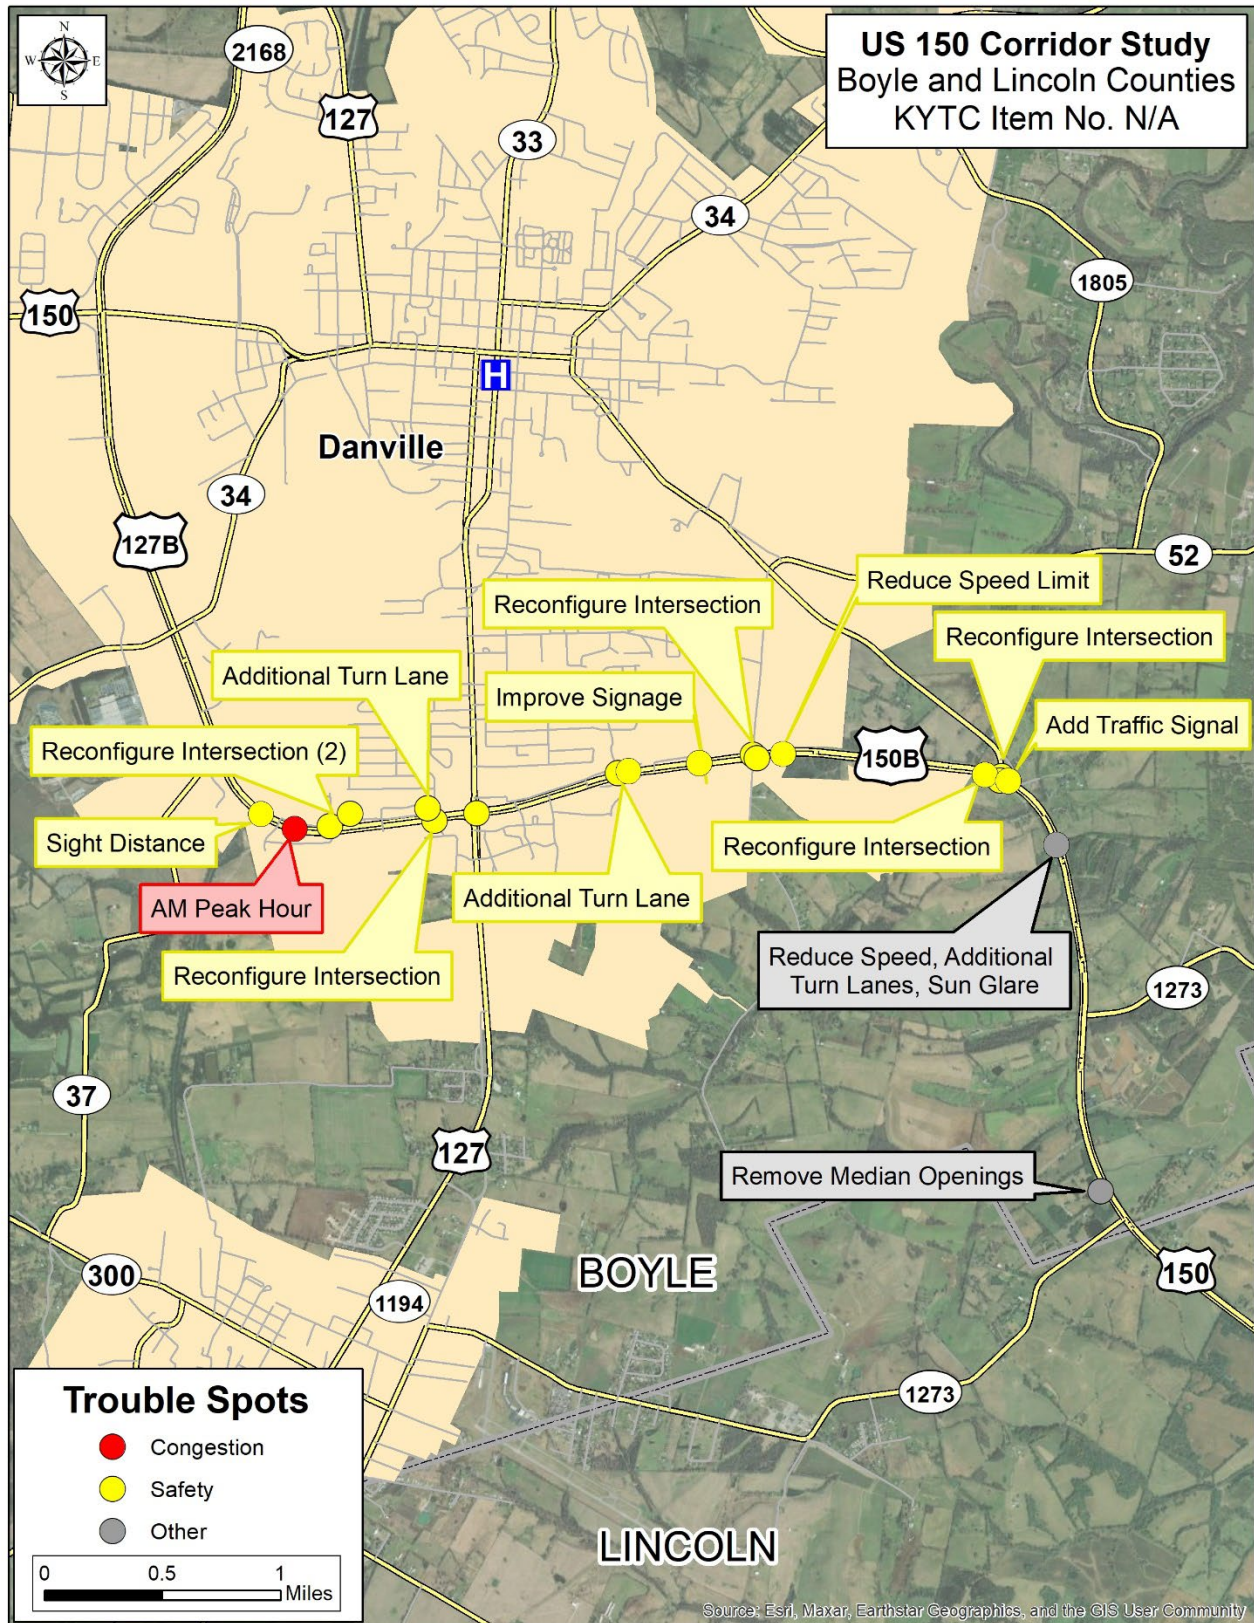 N
W
E
S
US 150 Corridor Study
Boyle and Lincoln Counties
KYTC Item No. N/A
2168
127
33
34
1805
150
H
Danville
34
127B
52
Reduce Speed Limit
Reconfigure Intersection
Reconfigure Intersection
Additional Turn Lane
Improve Signage
Add Traffic Signal
Reconfigure Intersection (2)
150B
Sight Distance
Reconfigure Intersection
AM Peak Hour
Additional Turn Lane
Reconfigure Intersection
Reduce Speed, Additional
Turn Lanes, Sun Glare
1273
37
127
Remove Median Openings
BOYLE
300
150
1194
1273
Trouble Spots
Congestion
Safety
Other
0 0.5 1
Miles
LINCOLN
Source: Esri, Maxar, Earthstar Geographics, and the GIS User Community